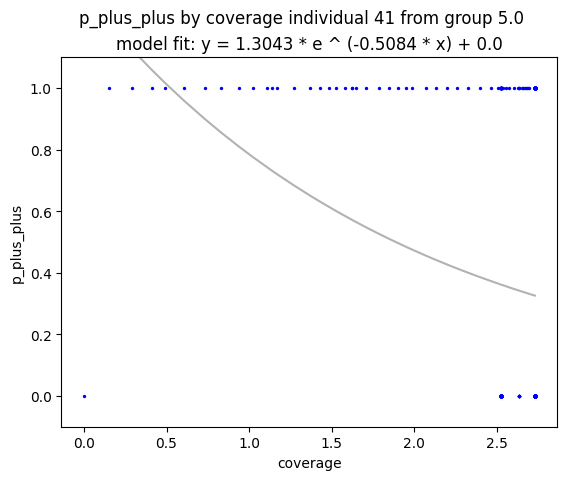 p_plus_plus by coverage individual 41 from group 5.0
model fit: y = 1.3043 * e ^ (-0.5084 * x) + 0.0
1.0
0.8
0.6
0.4
0.2
0.0
p_plus_plus
0.0 0.5 1.0 1.5 2.0 2.5
coverage